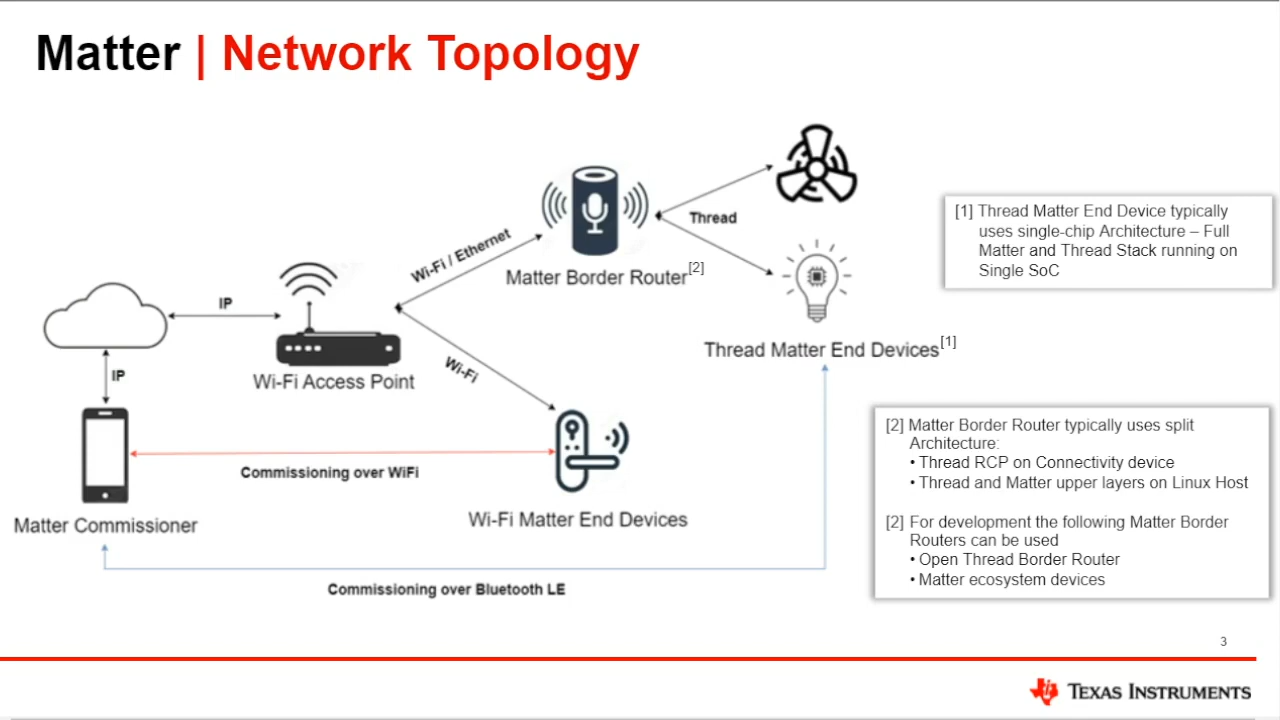 Matter | Network Topology
Wi-Fi / Ethernet
Thread
Matter Border Router[2]
[1] Thread Matter End Device typically
uses single-chip Architecture – Full
Matter and Thread Stack running on
Single SoC
IP
IP
Wi-Fi Access Point
Wi-Fi
Thread Matter End Devices[1]
Commissioning over WiFi
Matter Commissioner
Wi-Fi Matter End Devices
Commissioning over Bluetooth LE
[2] Matter Border Router typically uses split
Architecture:
• Thread RCP on Connectivity device
• Thread and Matter upper layers on Linux Host
[2] For development the following Matter Border
Routers can be used
• Open Thread Border Router
• Matter ecosystem devices
3
TEXAS INSTRUMENTS